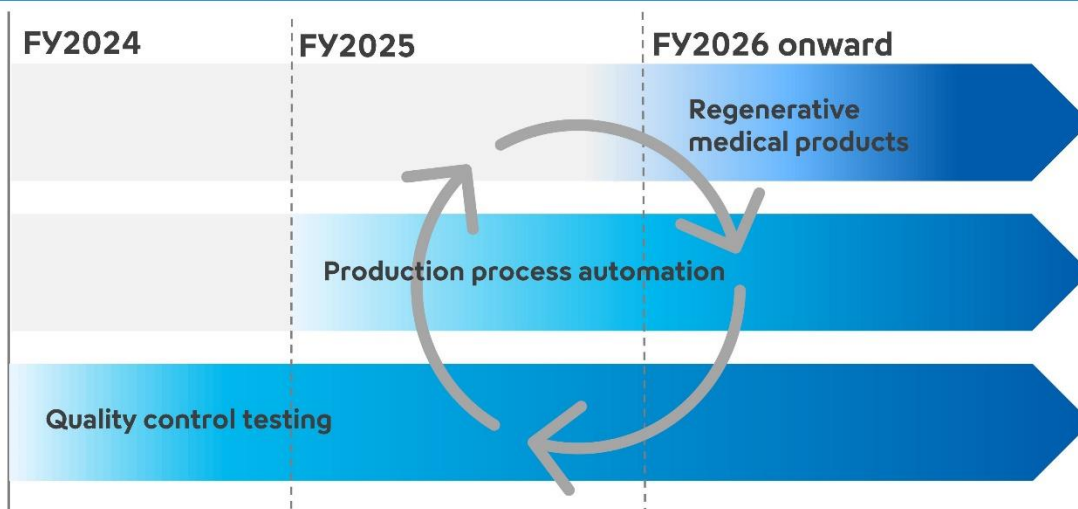 FY2024
FY2025
FY2026 onward
Regenerative
medical products
Production process automation
Quality control testing